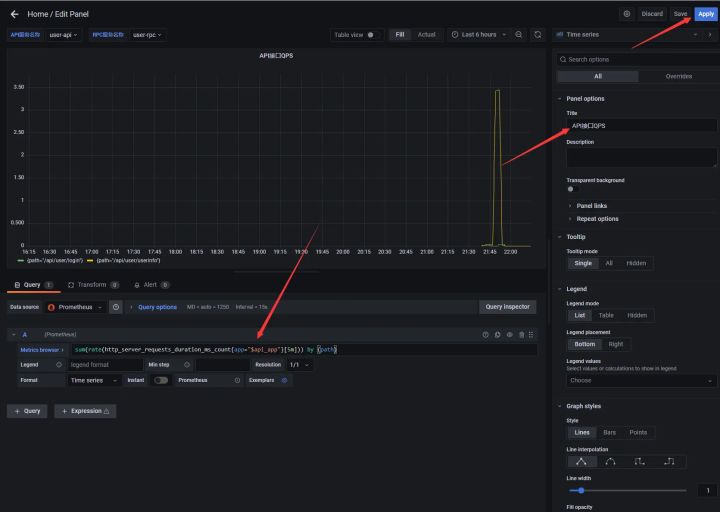 Home / Edit Panel
Discard
Save
Apply
API服务名称
user-api
RPC服务名称
user-rpc
Table view
Fill
Actual
Last 6 hours
Time series
API接口QPS
Search options
All
Overrides
3.50
3
2.50
2
1.50
1
0.500
0
16:15 16:30 16:45 17:00 17:15 17:30 17:45 18:00 18:15 18:30 18:45 19:00 19:15 19:30 19:45 20:00 20:15 20:30 20:45 21:00 21:15 21:30 21:45 22:00
{path="/api/user/login"}
{path="/api/user/userinfo"}
Panel options
Title
API接口QPS
Description
Transparent background
Panel links
Repeat options
Tooltip
Tooltip mode
Single
All
Hidden
Legend
Legend mode
List
Table
Hidden
Legend placement
Bottom
Right
Legend values
Select values or calculations to show in legend
Choose
Graph styles
Style
Lines
Bars
Points
Line interpolation
Line width
1
Fill opacity
Query 1
Transform 0
Alert 0
Data source
Prometheus
Query options
MD = auto = 1250
Interval = 15s
Query inspector
A
(Prometheus)
Metrics browser
sum(rate(http_server_requests_duration_ms_count{app="$api_app"}[5m])) by (path)
Legend
legend format
Min step
Resolution
1/1
Format
Time series
Instant
Prometheus
Exemplars
+ Query
+ Expression